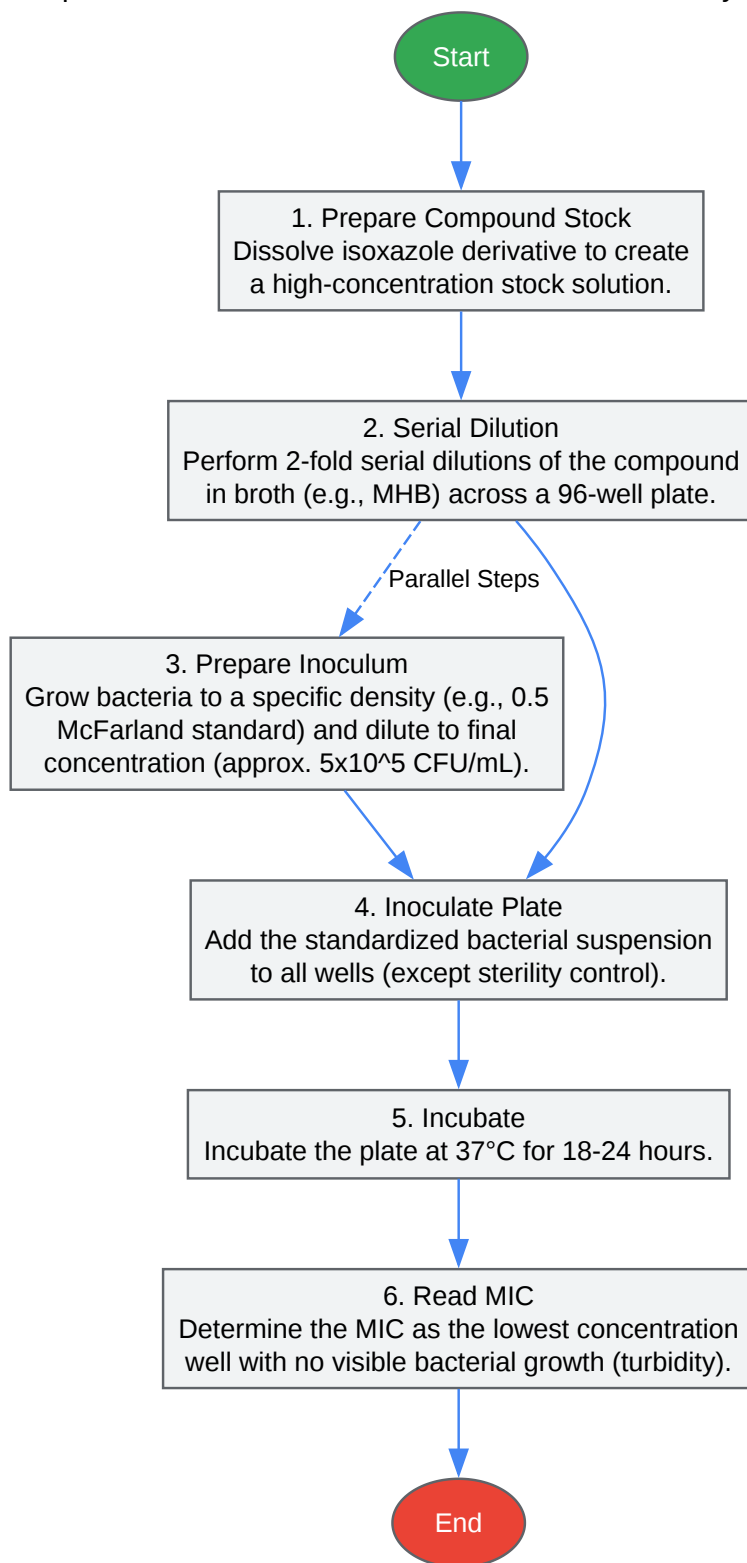 Start
1. Prepare Compound Stock
Dissolve isoxazole derivative to create
a high-concentration stock solution.
2. Serial Dilution
Perform 2-fold serial dilutions of the compound
in broth (e.g., MHB) across a 96-well plate.
Parallel Steps
3. Prepare Inoculum
Grow bacteria to a specific density (e.g., 0.5
McFarland standard) and dilute to final
concentration (approx. 5x10^5 CFU/mL).
4. Inoculate Plate
Add the standardized bacterial suspension
to all wells (except sterility control).
5. Incubate
Incubate the plate at 37°C for 18-24 hours.
6. Read MIC
Determine the MIC as the lowest concentration
well with no visible bacterial growth (turbidity).
End